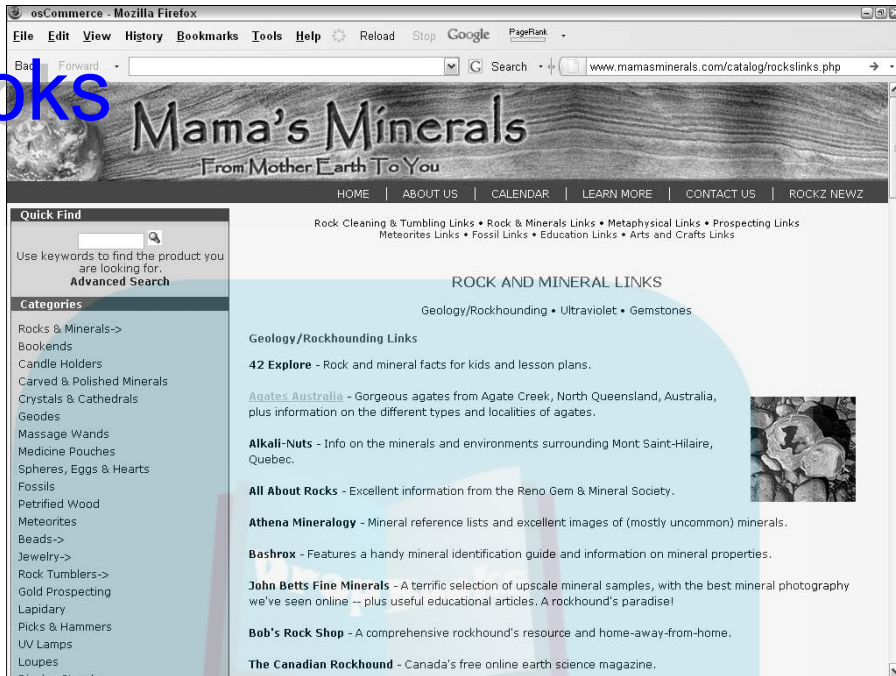 osCommerce - Mozilla Firefox
File Edit View History Bookmarks Tools Help Reload Stop Google PageRank
Forward Search www.mamasminerals.com/catalog/rockslinks.php
oks
Mama's Minerals
From Mother Earth To You
HOME | ABOUT US | CALENDAR | LEARN MORE | CONTACT US | ROCKZ NEWZ
Quick Find
Use keywords to find the product you
are looking for.
Advanced Search
Categories
Rocks & Minerals->
Bookends
Candle Holders
Carved & Polished Minerals
Crystals & Cathedrals
Geodes
Massage Wands
Medicine Pouches
Spheres, Eggs & Hearts
Fossils
Petrified Wood
Meteorites
Beads->
Jewelry->
Rock Tumblers->
Gold Prospecting
Lapidary
Picks & Hammers
UV Lamps
Loupes
Rock Cleaning & Tumbling Links • Rock & Minerals Links • Metaphysical Links • Prospecting Links
Meteorites Links • Fossil Links • Education Links • Arts and Crafts Links
ROCK AND MINERAL LINKS
Geology/Rockhounding • Ultraviolet • Gemstones
Geology/Rockhounding Links
42 Explore - Rock and mineral facts for kids and lesson plans.
Agates Australia - Gorgeous agates from Agate Creek, North Queensland, Australia,
plus information on the different types and localities of agates.
Alkali-Nuts - Info on the minerals and environments surrounding Mont Saint-Hilaire,
Quebec.
All About Rocks - Excellent information from the Reno Gem & Mineral Society.
Athena Mineralogy - Mineral reference lists and excellent images of (mostly uncommon) minerals.
Bashrox - Features a handy mineral identification guide and information on mineral properties.
John Betts Fine Minerals - A terrific selection of upscale mineral samples, with the best mineral photography
we've seen online -- plus useful educational articles. A rockhound's paradise!
Bob's Rock Shop - A comprehensive rockhound's resource and home-away-from-home.
The Canadian Rockhound - Canada's free online earth science magazine.